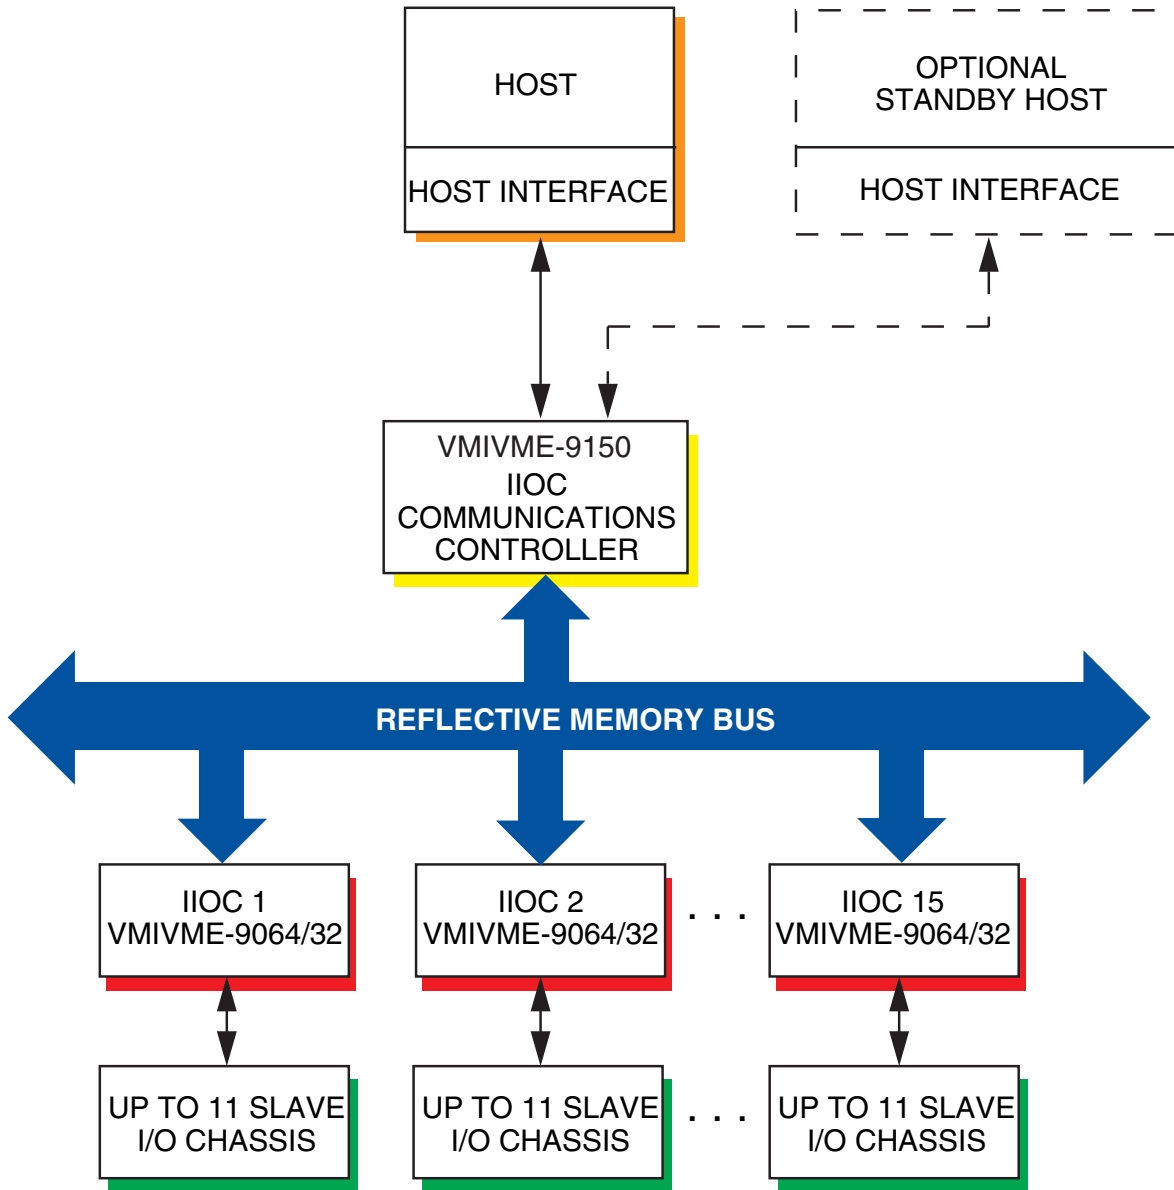 HOST
HOST INTERFACE
OPTIONAL
STANDBY HOST
HOST INTERFACE
VMIVME-9150
IIOC
COMMUNICATIONS
CONTROLLER
REFLECTIVE MEMORY BUS
IIOC 1
VMIVME-9064/32
IIOC 2
VMIVME-9064/32
. . .
IIOC 15
VMIVME-9064/32
UP TO 11 SLAVE
I/O CHASSIS
UP TO 11 SLAVE
I/O CHASSIS
. . .
UP TO 11 SLAVE
I/O CHASSIS